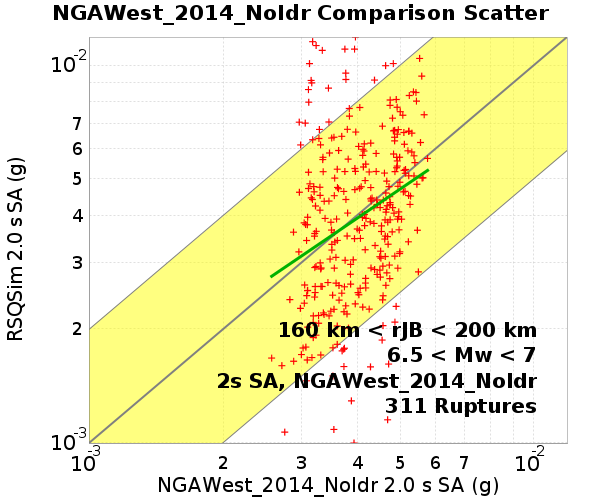 NGAWest_2014_NoIdr Comparison Scatter
10^-2
7
6
5
4
3
2
10^-3
RSQSim 2.0 s SA (g)
160 km < rJB < 200 km
6.5 < Mw < 7
2s SA, NGAWest_2014_NoIdr
311 Ruptures
10^-3 2 3 4 5 6 7 10^-2
NGAWest_2014_NoIdr 2.0 s SA (g)